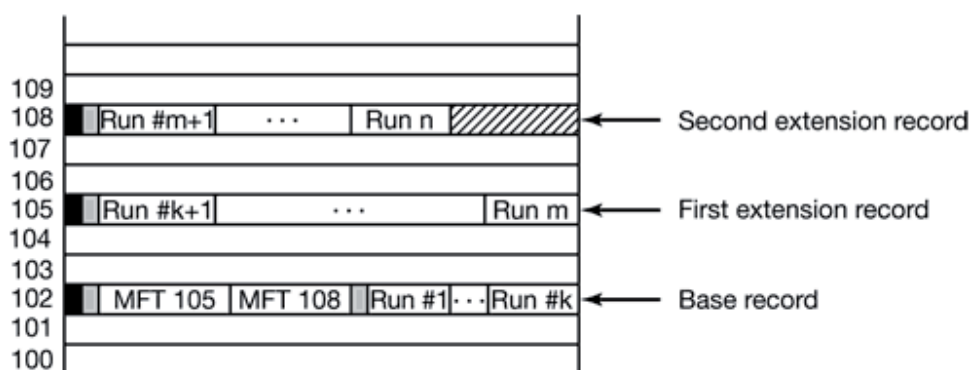 109
108 Run #m+1 ··· Run n Second extension record
107
106
105 Run #k+1 ··· Run m First extension record
104
103
102 MFT 105 MFT 108 Run #1 ··· Run #k Base record
101
100